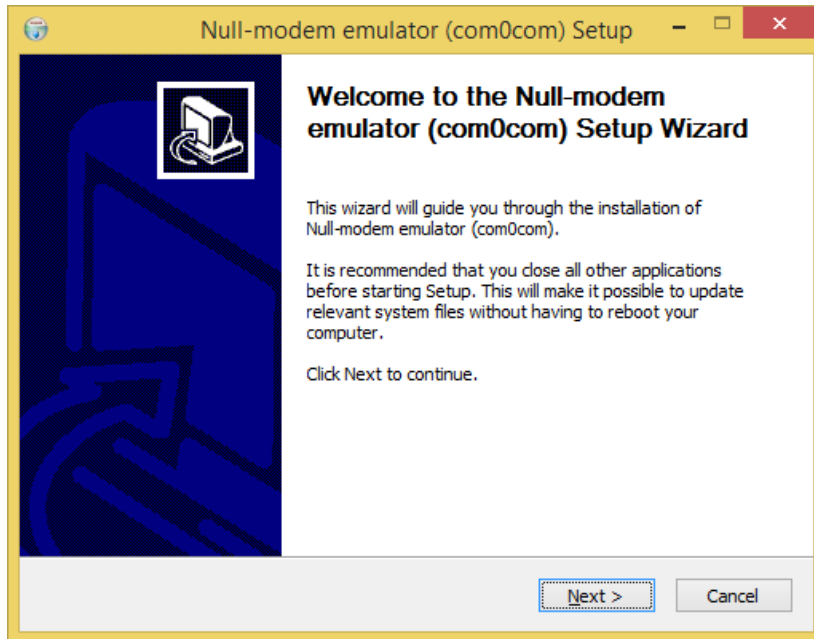 Null-modem emulator (com0com) Setup
Welcome to the Null-modem
emulator (com0com) Setup Wizard
This wizard will guide you through the installation of
Null-modem emulator (com0com).
It is recommended that you close all other applications
before starting Setup. This will make it possible to update
relevant system files without having to reboot your
computer.
Click Next to continue.
Next >
Cancel